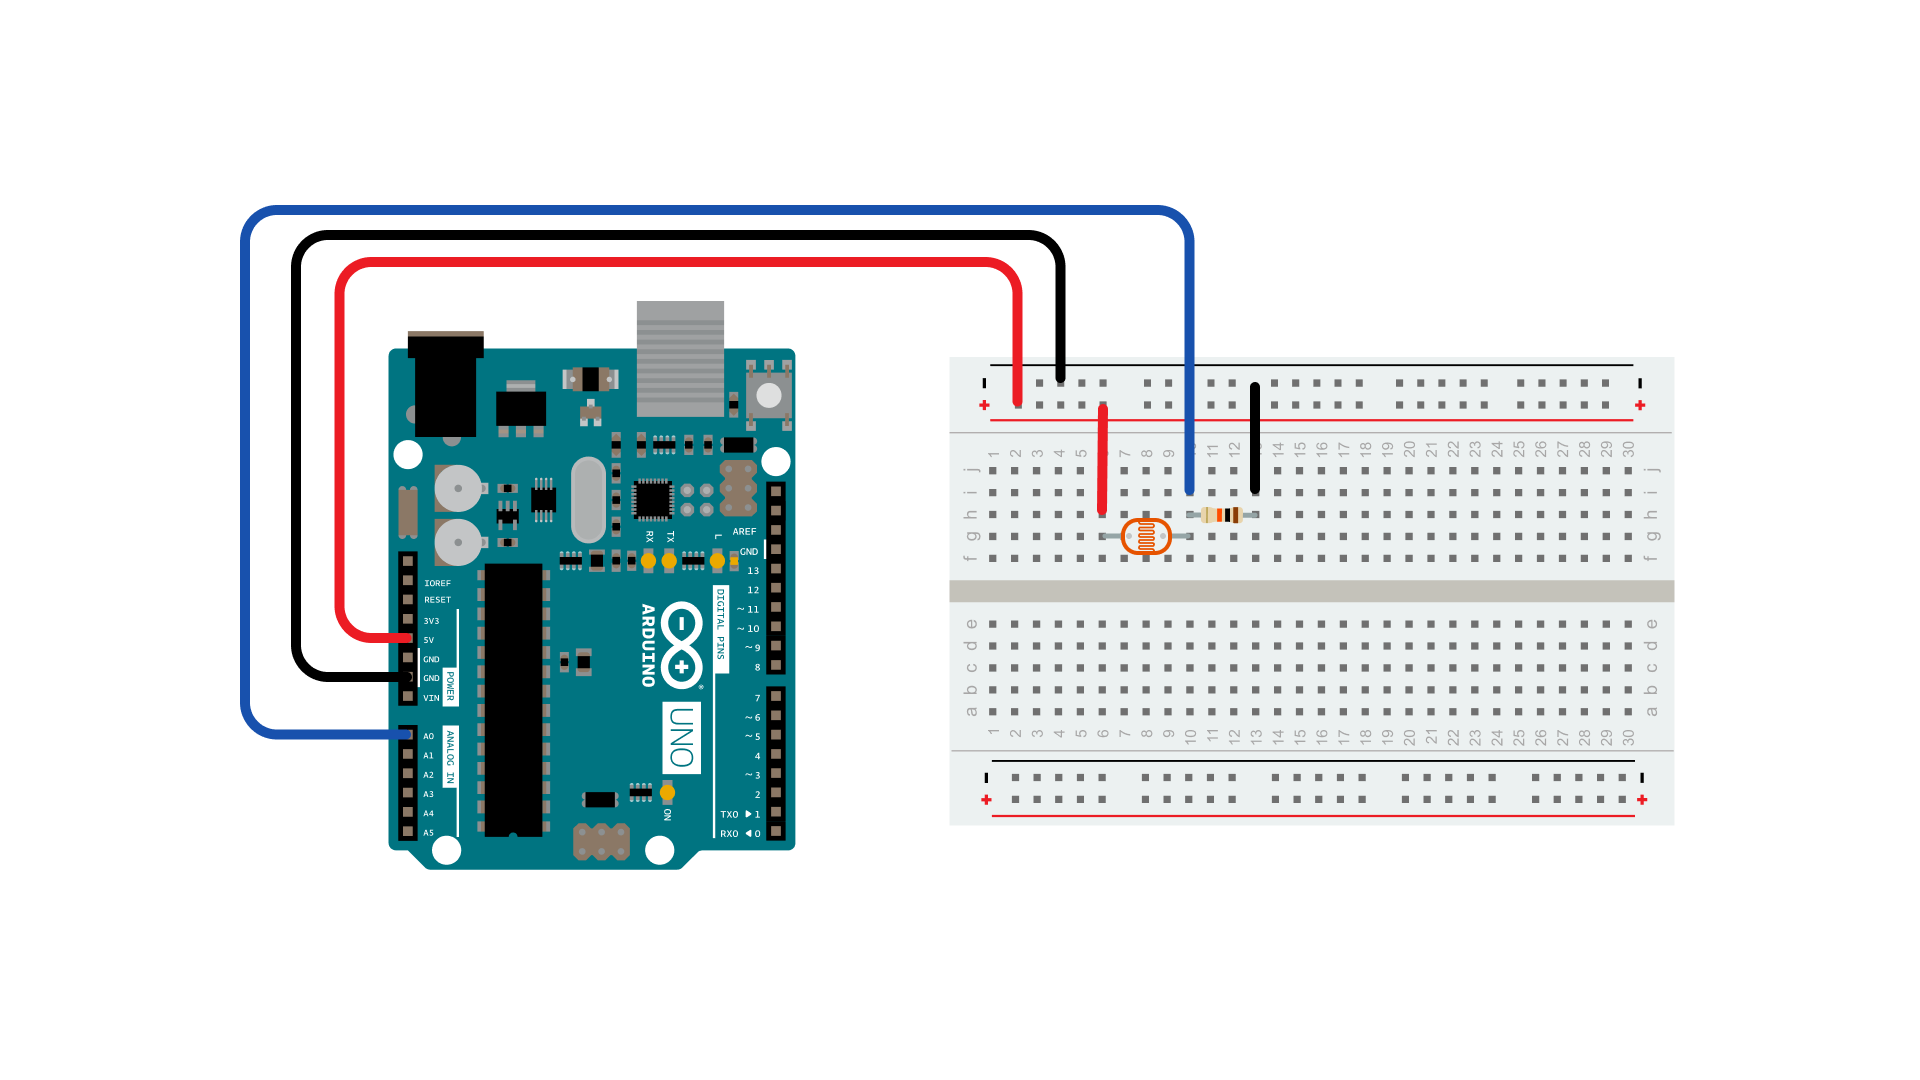 RX
TX
L
AREF
GND
13
12
~ 11
~ 10
~ 9
8
7
~ 6
~ 5
4
~ 3
2
TX0 ▶ 1
RX0 ◀ 0
DIGITAL PINS
IOREF
RESET
3V3
5V
GND
GND
VIN
POWER
A0
A1
A2
A3
A4
A5
ANALOG IN
ARDUINO
®
UNO
ON
- -
+ +
1 2 3 4 5 6 7 8 9 11 12 14 15 16 17 18 19 20 21 22 23 24 25 26 27 28 29 30
j j
i i
h h
g g
f f
e e
d d
c c
b b
a a
1 2 3 4 5 6 7 8 9 10 11 12 13 14 15 16 17 18 19 20 21 22 23 24 25 26 27 28 29 30
- -
+ +